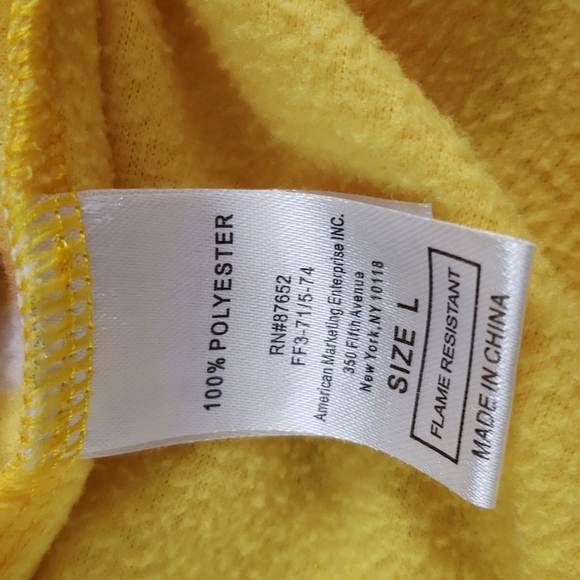 100% POLYESTER
RN#87652
FF3-71/5-74
American Marketing Enterprise INC.
350 Fifth Avenue
New York,NY 10118
SIZE L
FLAME RESISTANT
MADE IN CHINA